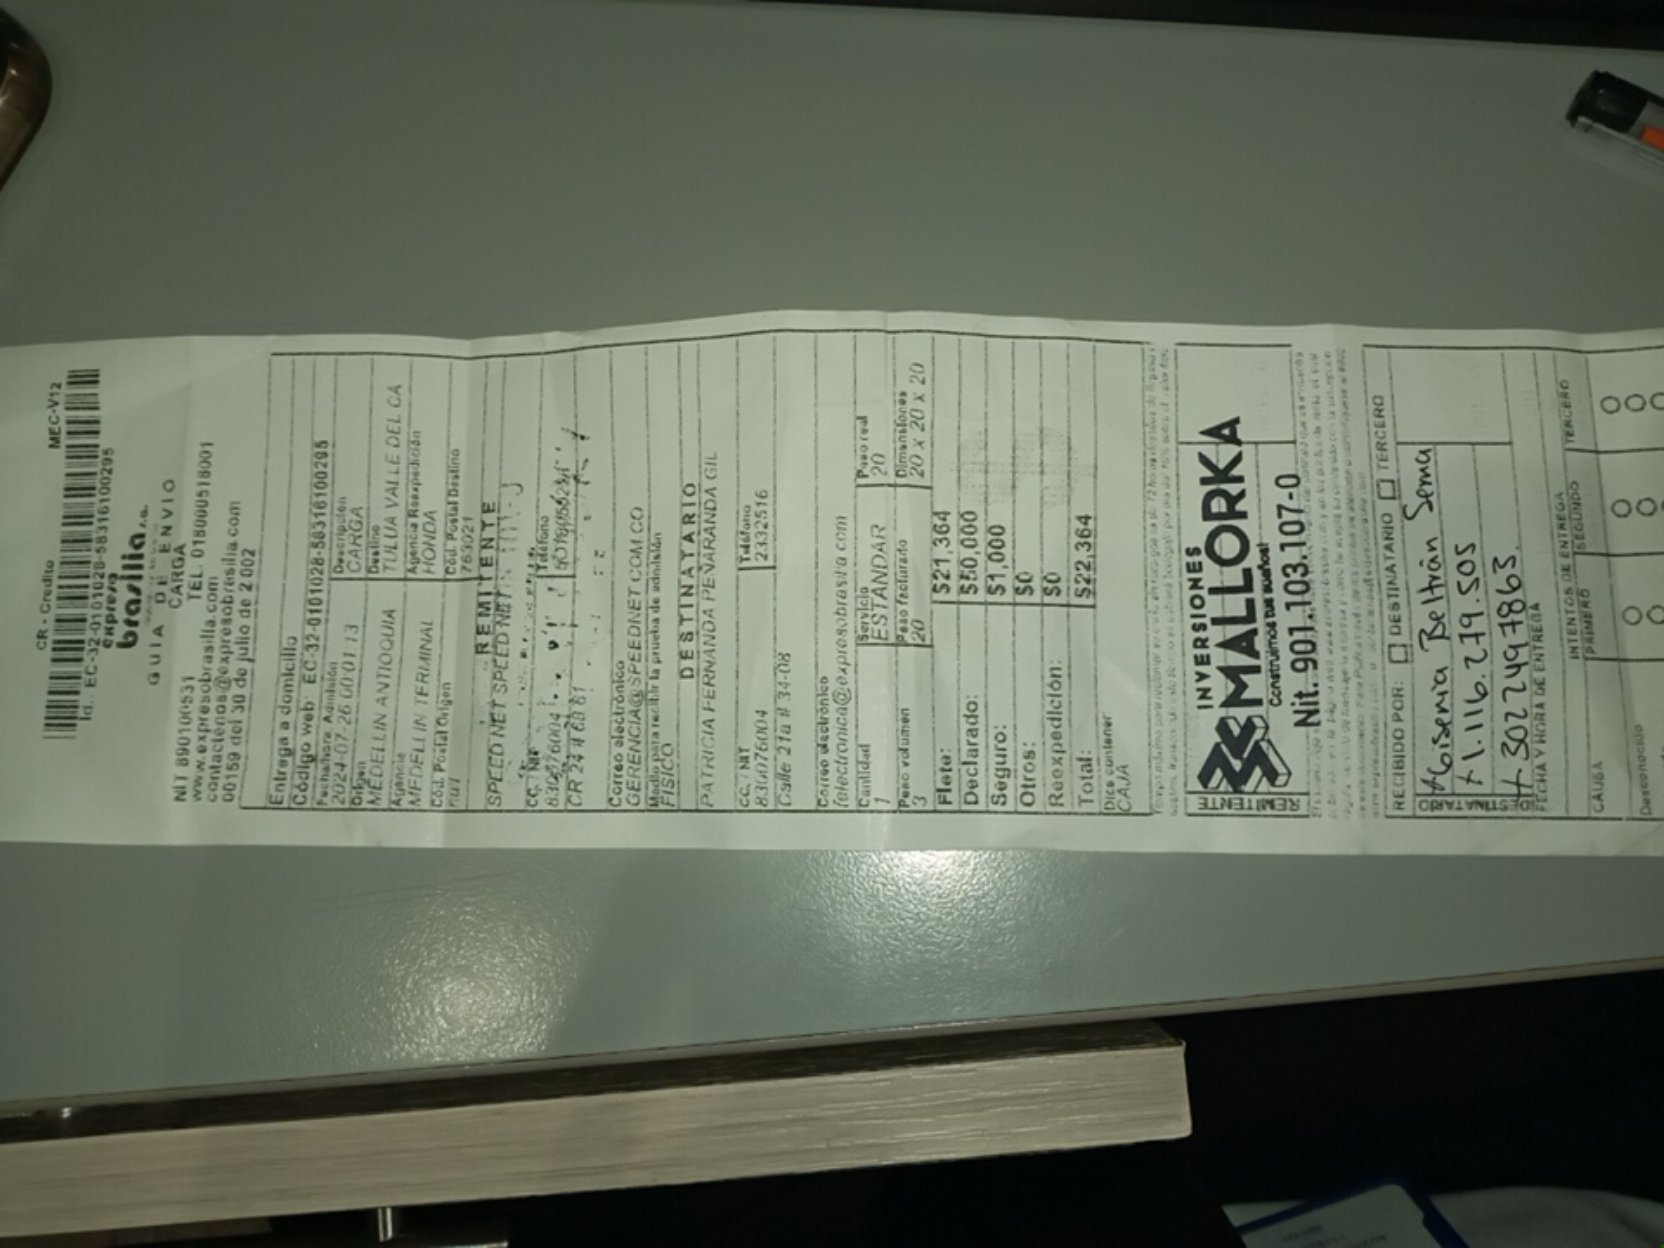 CR - Credito MEC-V12
Id. EC-32-0101028-58316100295
expreso
brasilia s.a.
GUIA DE ENVIO
CARGA
NIT 890100531 TEL. 018000518001
www.expresobrasilia.com
contactenos@expresobrasilia.com
00159 del 30 de julio de 2.002
Entrega a domicilio
Código web: EC-32-0101028-58316100295
Fecha/hora Admisión Descripción
2024-07-26 00:01:13 CARGA
Origen Destino
MEDELLIN ANTIOQUIA TULUA VALLE DEL CA
Agencia Agencia Reexpedición
MEDELLIN TERMINAL HONDA
Cód. Postal Origen Cód. Postal Destino
null 763021
REMITENTE
SPEED NET SPEED NET
CC / NIT Teléfono
830076004
CR 24 # 60 61
Correo electrónico
GERENCIA@SPEEDNET.COM.CO
Medio para recibir la prueba de admisión
FISICO
DESTINATARIO
PATRICIA FERNANDA PEÑARANDA GIL
CC / NIT Teléfono
830076004 2332516
Calle 21a # 34-08
Correo electrónico
felectronica@expresobrasilia.com
Cantidad Servicio Peso real
1 ESTANDAR 20
Peso volumen Peso facturado Dimensiones
3 20 20 x 20 x 20
Flete: $21,364
Declarado: $50,000
Seguro: $1,000
Otros: $0
Reexpedición: $0
Total: $22,364
Dice contener
CAJA
REMITENTE
INVERSIONES
MALLORKA
Construimos tus sueños!
Nit. 901.103.107-0
RECIBIDO POR: DESTINATARIO TERCERO
DESTINATARIO
Yisenia Beltrán Serna
1.116.279.505
3022497863
FECHA Y HORA DE ENTREGA
INTENTOS DE ENTREGA
CAUSA PRIMERO SEGUNDO TERCERO
Desconocido